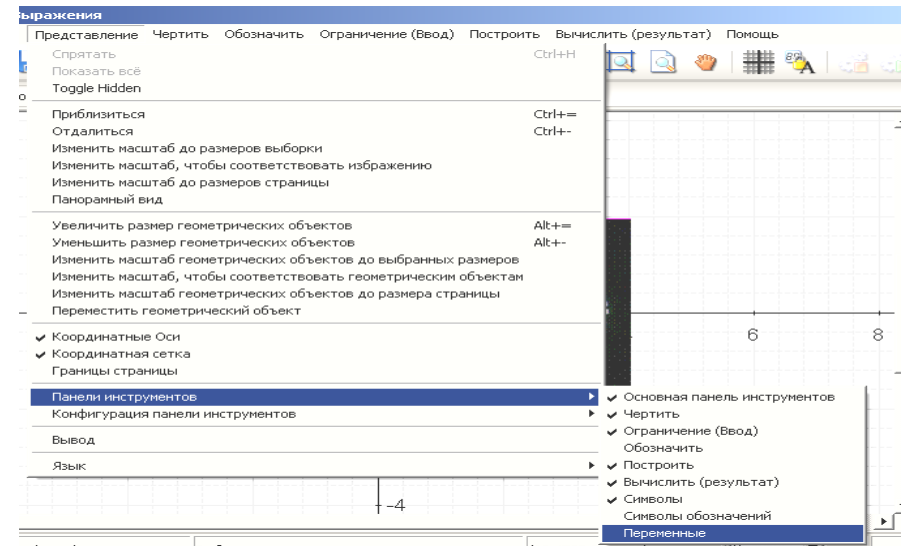 Выражения
Представление Чертить Обозначить Ограничение (Ввод) Построить Вычислить (результат) Помощь
Спрятать Ctrl+H
Показать всё
Toggle Hidden
Приблизиться Ctrl+=
Отдалиться Ctrl+-
Изменить масштаб до размеров выборки
Изменить масштаб, чтобы соответствовать избражению
Изменить масштаб до размеров страницы
Панорамный вид
Увеличить размер геометрических объектов Alt+=
Уменьшить размер геометрических объектов Alt+-
Изменить масштаб геометрических объектов до выбранных размеров
Изменить масштаб, чтобы соответствовать геометрическим объектам
Изменить масштаб геометрических объектов до размера страницы
Переместить геометрический объект
Координатные Оси
6 8
Координатная сетка
Границы страницы
Панели инструментов
Основная панель инструментов
Конфигурация панели инструментов
Чертить
Ограничение (Ввод)
Вывод
Обозначить
Язык
Построить
Вычислить (результат)
Символы
-4
Символы обозначений
Переменные